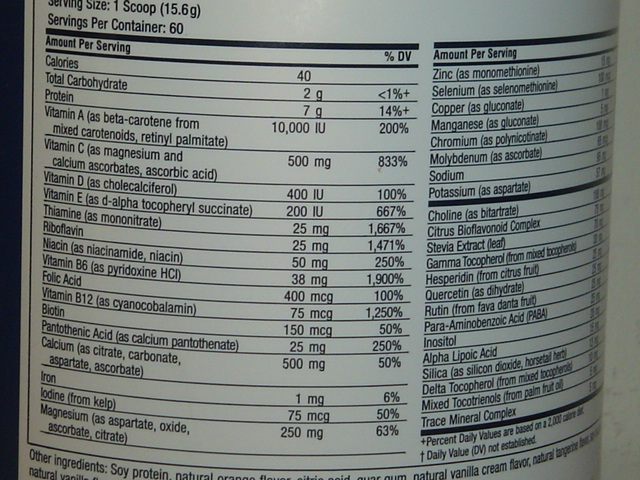 Serving Size: 1 Scoop (15.6g)
Servings Per Container: 60
Amount Per Serving % DV
Calories 40
Total Carbohydrate 2 g <1%+
Protein 7 g 14%+
Vitamin A (as beta-carotene from
mixed carotenoids, retinyl palmitate) 10,000 IU 200%
Vitamin C (as magnesium and
calcium ascorbates, ascorbic acid) 500 mg 833%
Vitamin D (as cholecalciferol) 400 IU 100%
Vitamin E (as d-alpha tocopheryl succinate) 200 IU 667%
Thiamine (as mononitrate) 25 mg 1,667%
Riboflavin 25 mg 1,471%
Niacin (as niacinamide, niacin) 50 mg 250%
Vitamin B6 (as pyridoxine HCl) 38 mg 1,900%
Folic Acid 400 mcg 100%
Vitamin B12 (as cyanocobalamin) 75 mcg 1,250%
Biotin 150 mcg 50%
Pantothenic Acid (as calcium pantothenate) 25 mg 250%
Calcium (as citrate, carbonate,
aspartate, ascorbate) 500 mg 50%
Iron 1 mg 6%
Iodine (from kelp) 75 mcg 50%
Magnesium (as aspartate, oxide,
ascorbate, citrate) 250 mg 63%
Amount Per Serving
Zinc (as monomethionine)
Selenium (as selenomethionine)
Copper (as gluconate)
Manganese (as gluconate)
Chromium (as polynicotinate)
Molybdenum (as ascorbate)
Sodium
Potassium (as aspartate)
Choline (as bitartrate)
Citrus Bioflavonoid Complex
Stevia Extract (leaf)
Gamma Tocopherol (from mixed tocopherols)
Hesperidin (from citrus fruit)
Quercetin (as dihydrate)
Rutin (from fava danta fruit)
Para-Aminobenzoic Acid (PABA)
Inositol
Alpha Lipoic Acid
Silica (as silicon dioxide, horsetail herb)
Delta Tocopherol (from mixed tocopherols)
Mixed Tocotrienols (from palm fruit oil)
Trace Mineral Complex
+Percent Daily Values are based on a 2,000 calorie diet.
† Daily Value (DV) not established.
Other ingredients: Soy protein, natural orange flavor, citric acid, guar gum, natural vanilla cream flavor, natural tangerine
natural vanilla